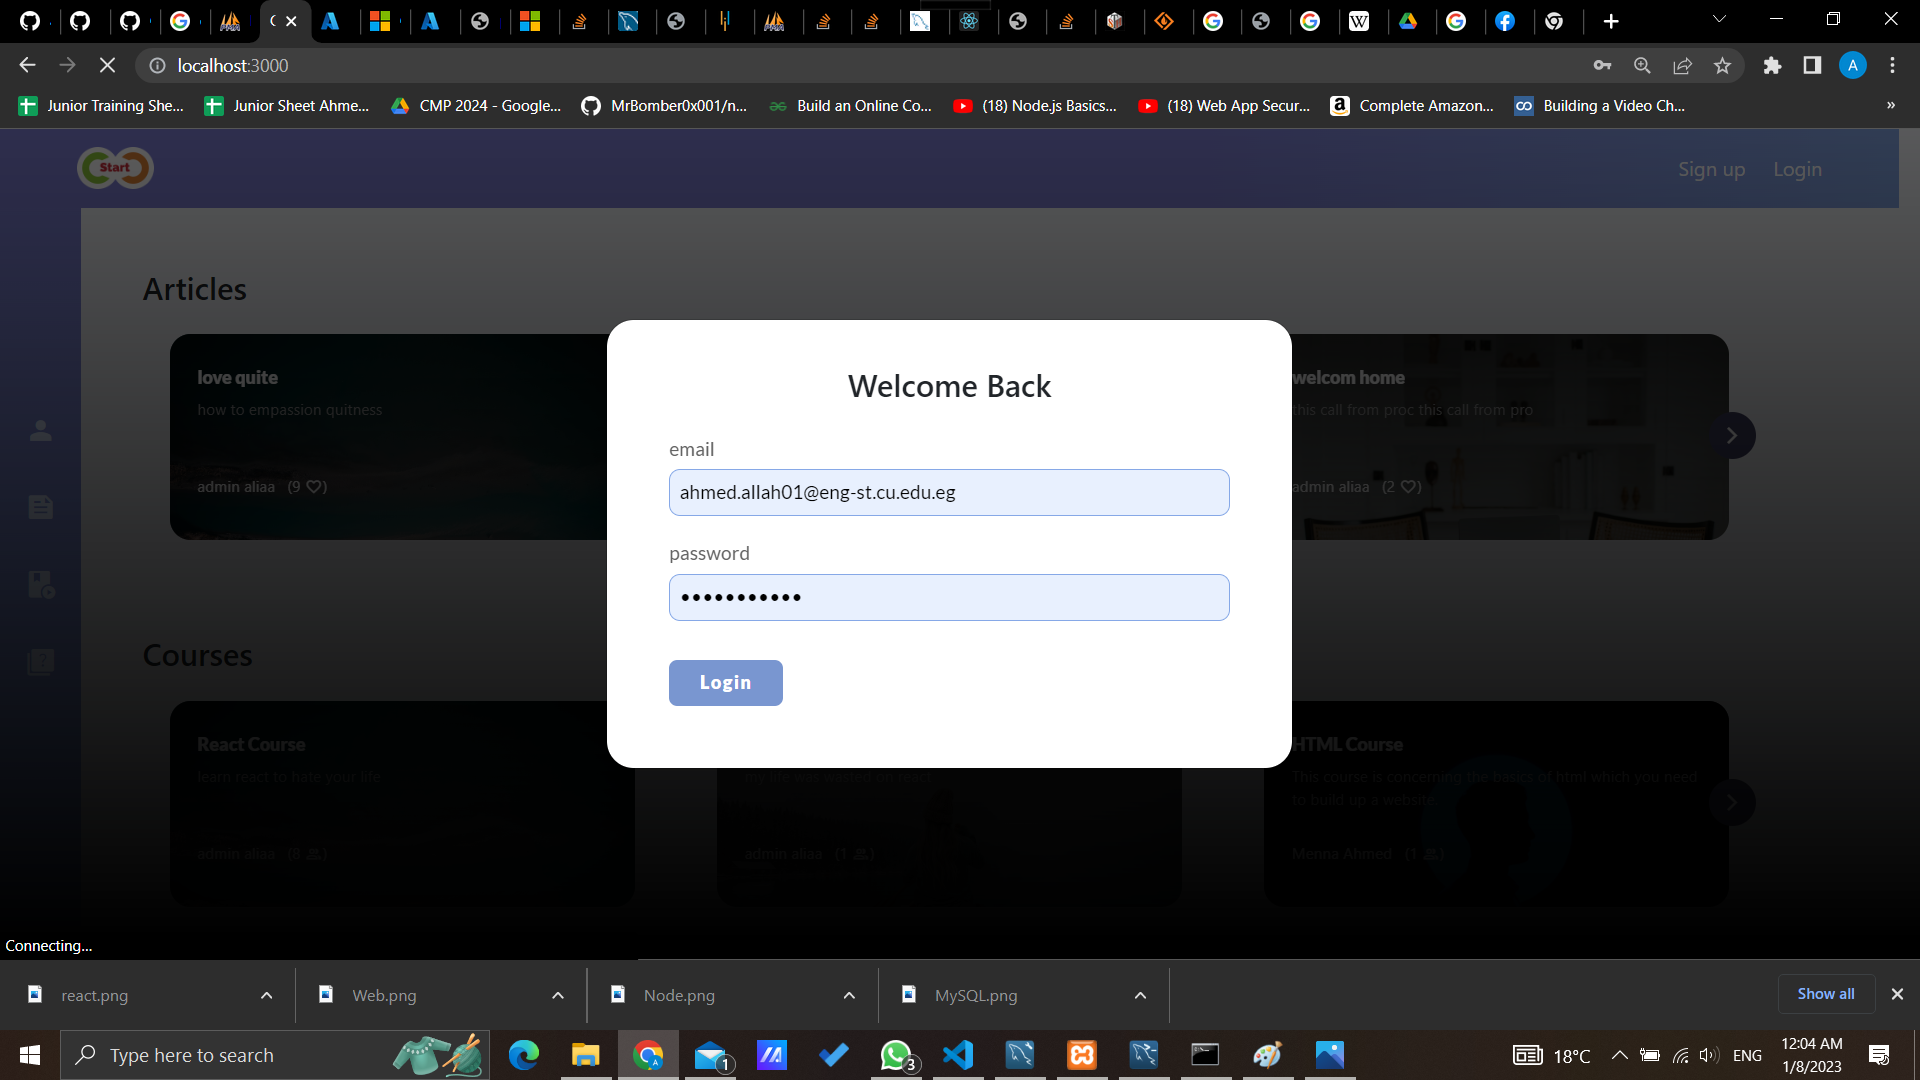 localhost:3000
A
Junior Training She...
Junior Sheet Ahme...
CMP 2024 - Google...
MrBomber0x001/n...
Build an Online Co...
(18) Node.js Basics...
(18) Web App Secur...
Complete Amazon...
Building a Video Ch...
»
Start
Sign up
Login
Articles
love quite
how to empassion quitness
admin aliaa (9 ♡)
welcom home
this call from proc this call from pro
admin aliaa (2 ♡)
Welcome Back
email
ahmed.allah01@eng-st.cu.edu.eg
password
•••••••••••
Login
Courses
React Course
learn react to hate your life
admin aliaa (8
my life was wasted on react
admin aliaa (1
HTML Course
This course is concerning the basics of html which you need
to build up a website
Menna Ahmed (1
Connecting...
react.png
Web.png
Node.png
MySQL.png
Show all
Type here to search
1
3
18°C
ENG
12:04 AM
1/8/2023